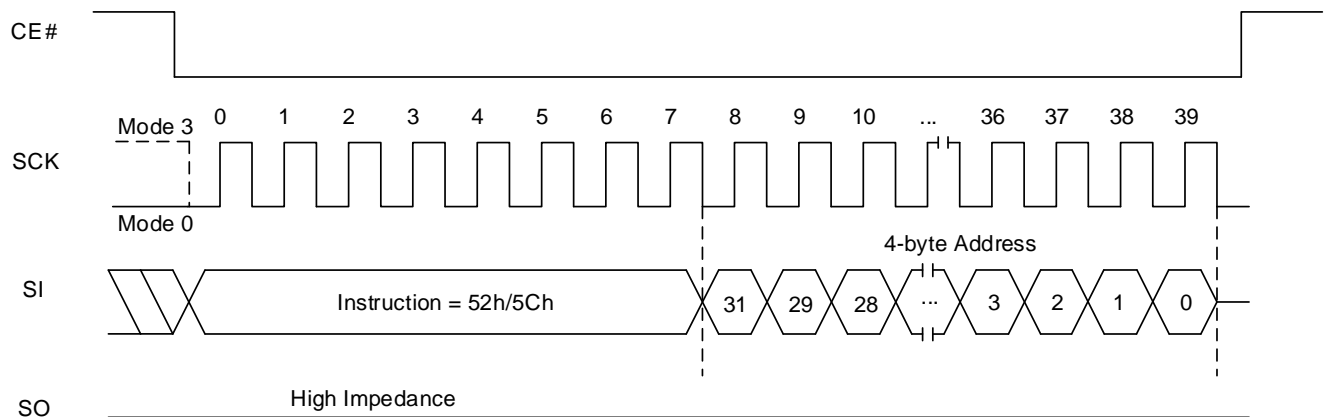 CE#
0 1 2 3 4 5 6 7 8 9 10 ... 36 37 38 39
Mode 3
SCK
Mode 0
4-byte Address
SI
Instruction = 52h/5Ch 31 29 28 ... 3 2 1 0
High Impedance
SO